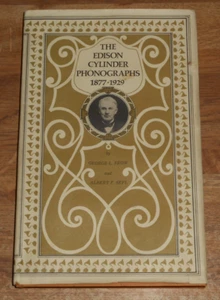 THE
EDISON
CYLINDER
PHONOGRAPHS
1877-1929